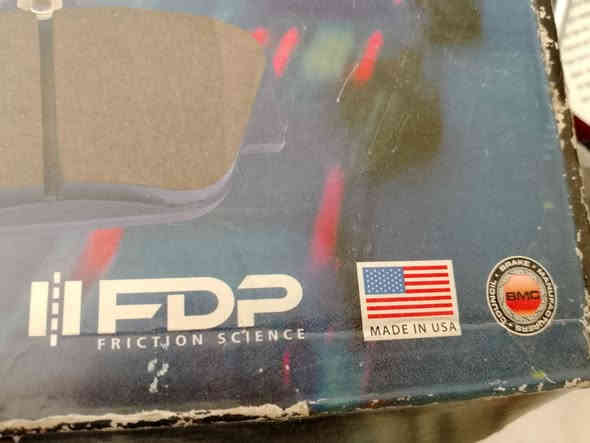 FDP
FRICTION SCIENCE
MADE IN USA
BRAKE • MANUFACTURERS • COUNCIL •
BMC